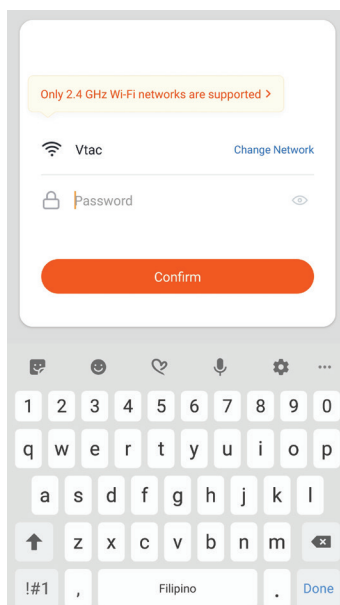 Only 2.4 GHz Wi-Fi networks are supported >
Vtac Change Network
Password
Confirm
1 2 3 4 5 6 7 8 9 0
q w e r t y u i o p
a s d f g h j k l
z x c v b n m
!#1 , Filipino . Done